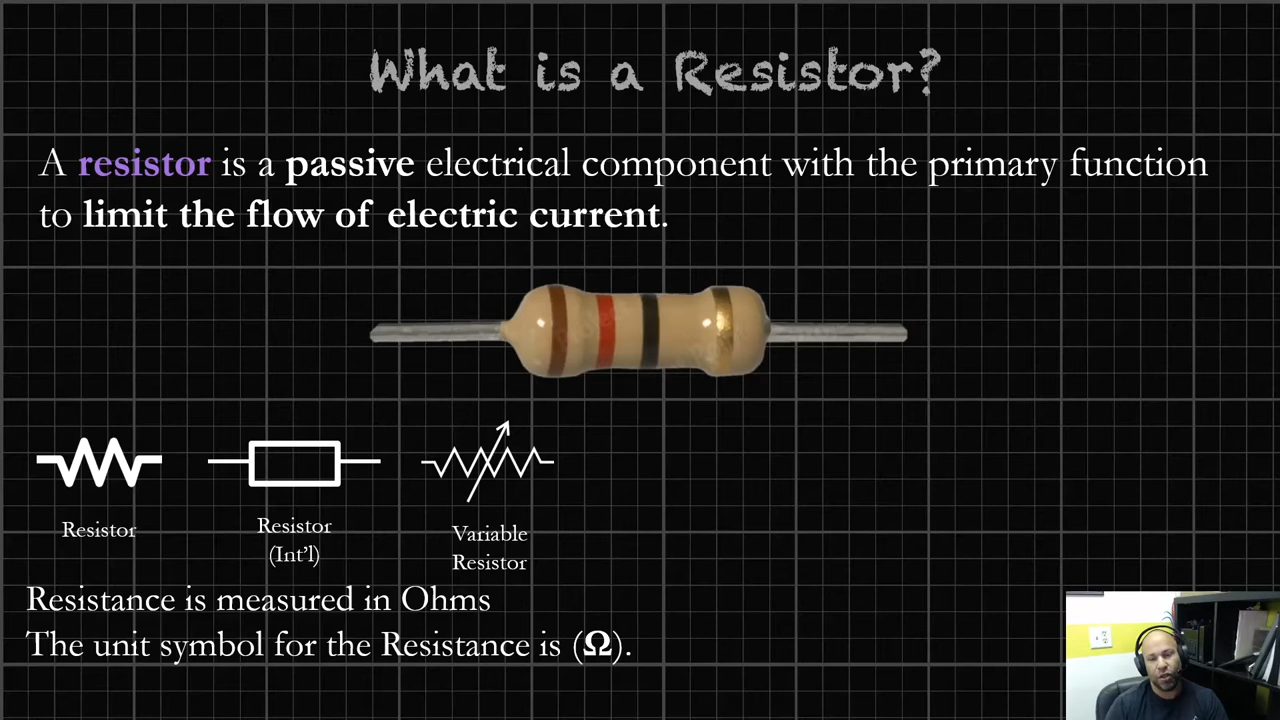 What is a Resistor?
A resistor is a passive electrical component with the primary function
to limit the flow of electric current.
Resistor
Resistor
(Int'l)
Variable
Resistor
Resistance is measured in Ohms
The unit symbol for the Resistance is (Ω).